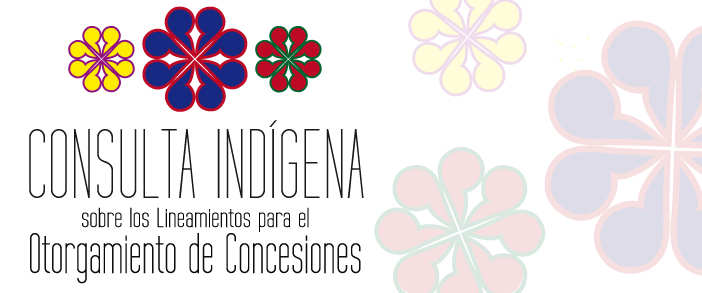 CONSULTA INDÍGENA
sobre los Lineamientos para el
Otorgamiento de Concesiones